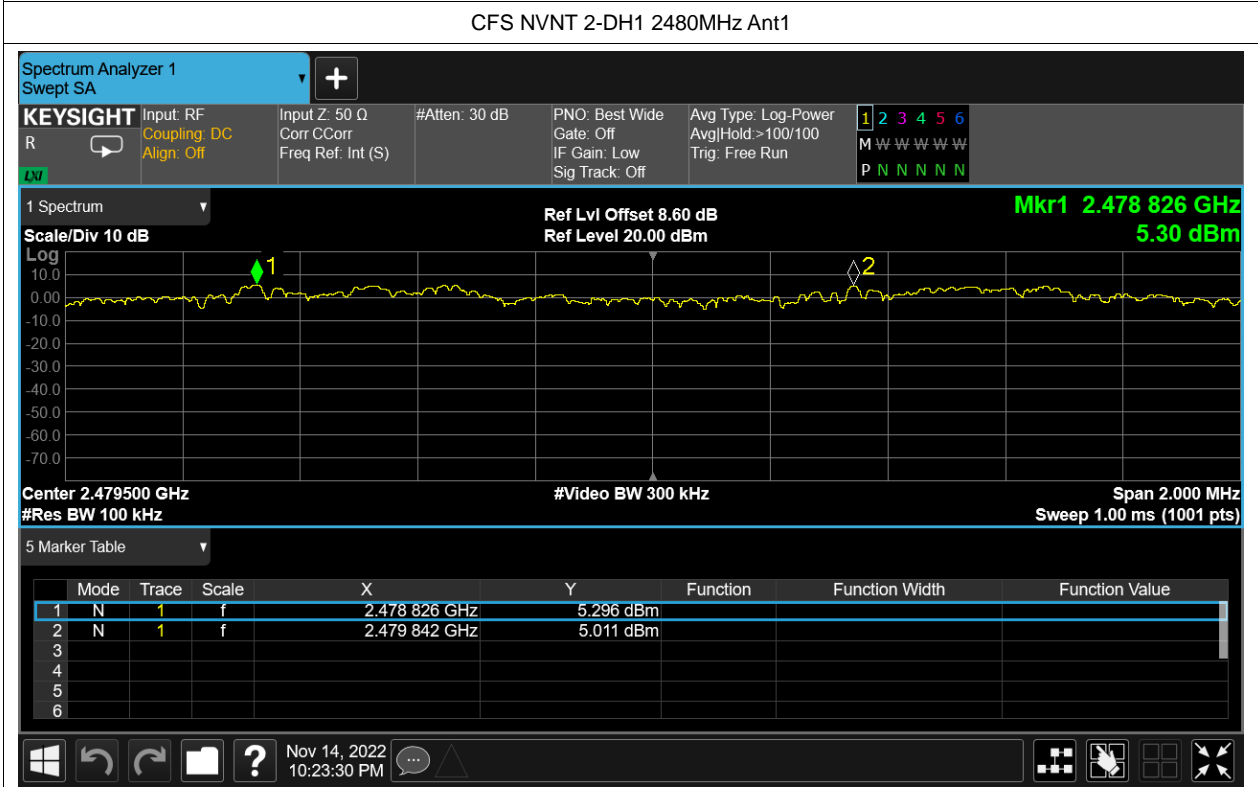 CFS NVNT 2-DH1 2480MHz Ant1
Spectrum Analyzer 1
Swept SA
KEYSIGHT
R
LXI
Input: RF
Coupling: DC
Align: Off
Input Z: 50 Ω
Corr CCorr
Freq Ref: Int (S)
#Atten: 30 dB
PNO: Best Wide
Gate: Off
IF Gain: Low
Sig Track: Off
Avg Type: Log-Power
Avg|Hold:>100/100
Trig: Free Run
1 2 3 4 5 6
M W W W W W
P N N N N N
1 Spectrum
Scale/Div 10 dB
Ref Lvl Offset 8.60 dB
Ref Level 20.00 dBm
Mkr1 2.478 826 GHz
5.30 dBm
Log
10.0
0.00
-10.0
-20.0
-30.0
-40.0
-50.0
-60.0
-70.0
1
2
Center 2.479500 GHz
#Video BW 300 kHz
Span 2.000 MHz
#Res BW 100 kHz
Sweep 1.00 ms (1001 pts)
5 Marker Table
Mode Trace Scale X Y Function Function Width Function Value
1 N 1 f 2.478 826 GHz 5.296 dBm
2 N 1 f 2.479 842 GHz 5.011 dBm
3
4
5
6
?
Nov 14, 2022
10:23:30 PM